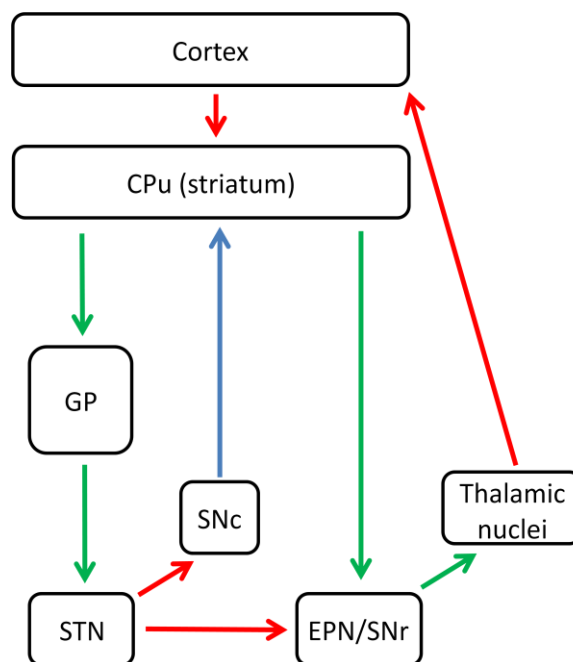 Cortex
CPu (striatum)
GP
SNc
Thalamic
nuclei
STN
EPN/SNr